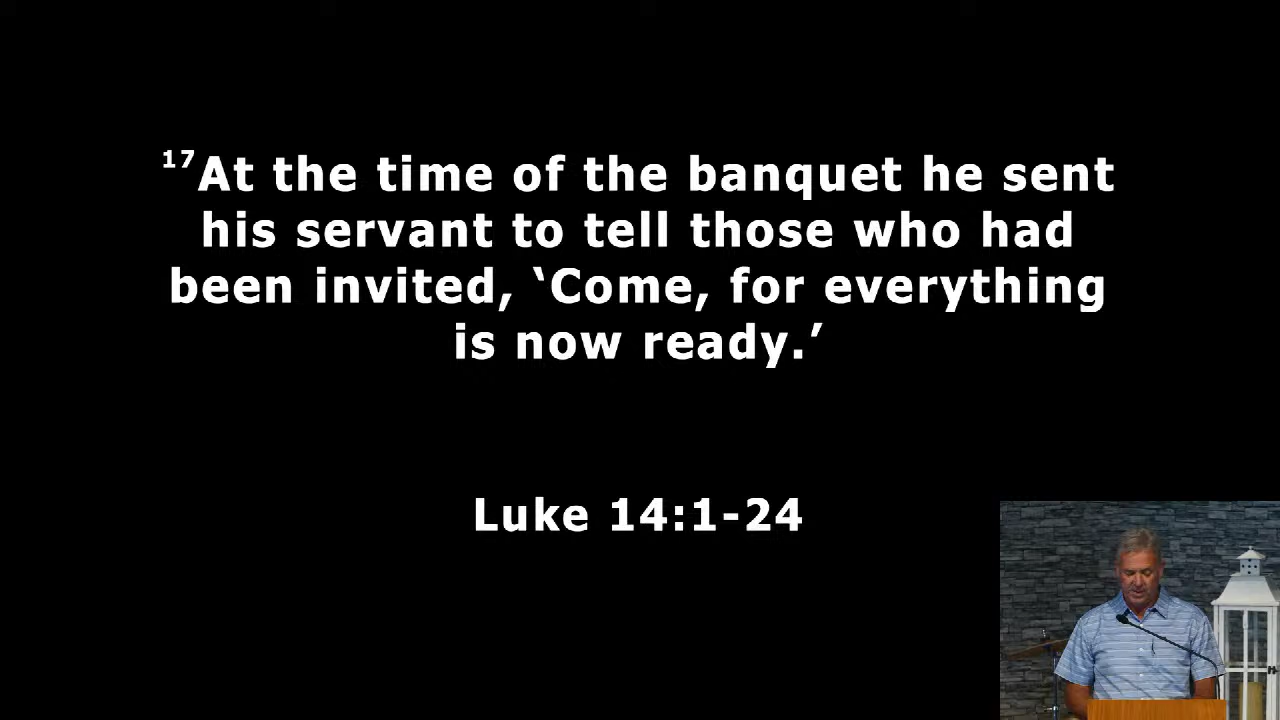 17At the time of the banquet he sent
his servant to tell those who had
been invited, ‘Come, for everything
is now ready.’
Luke 14:1-24